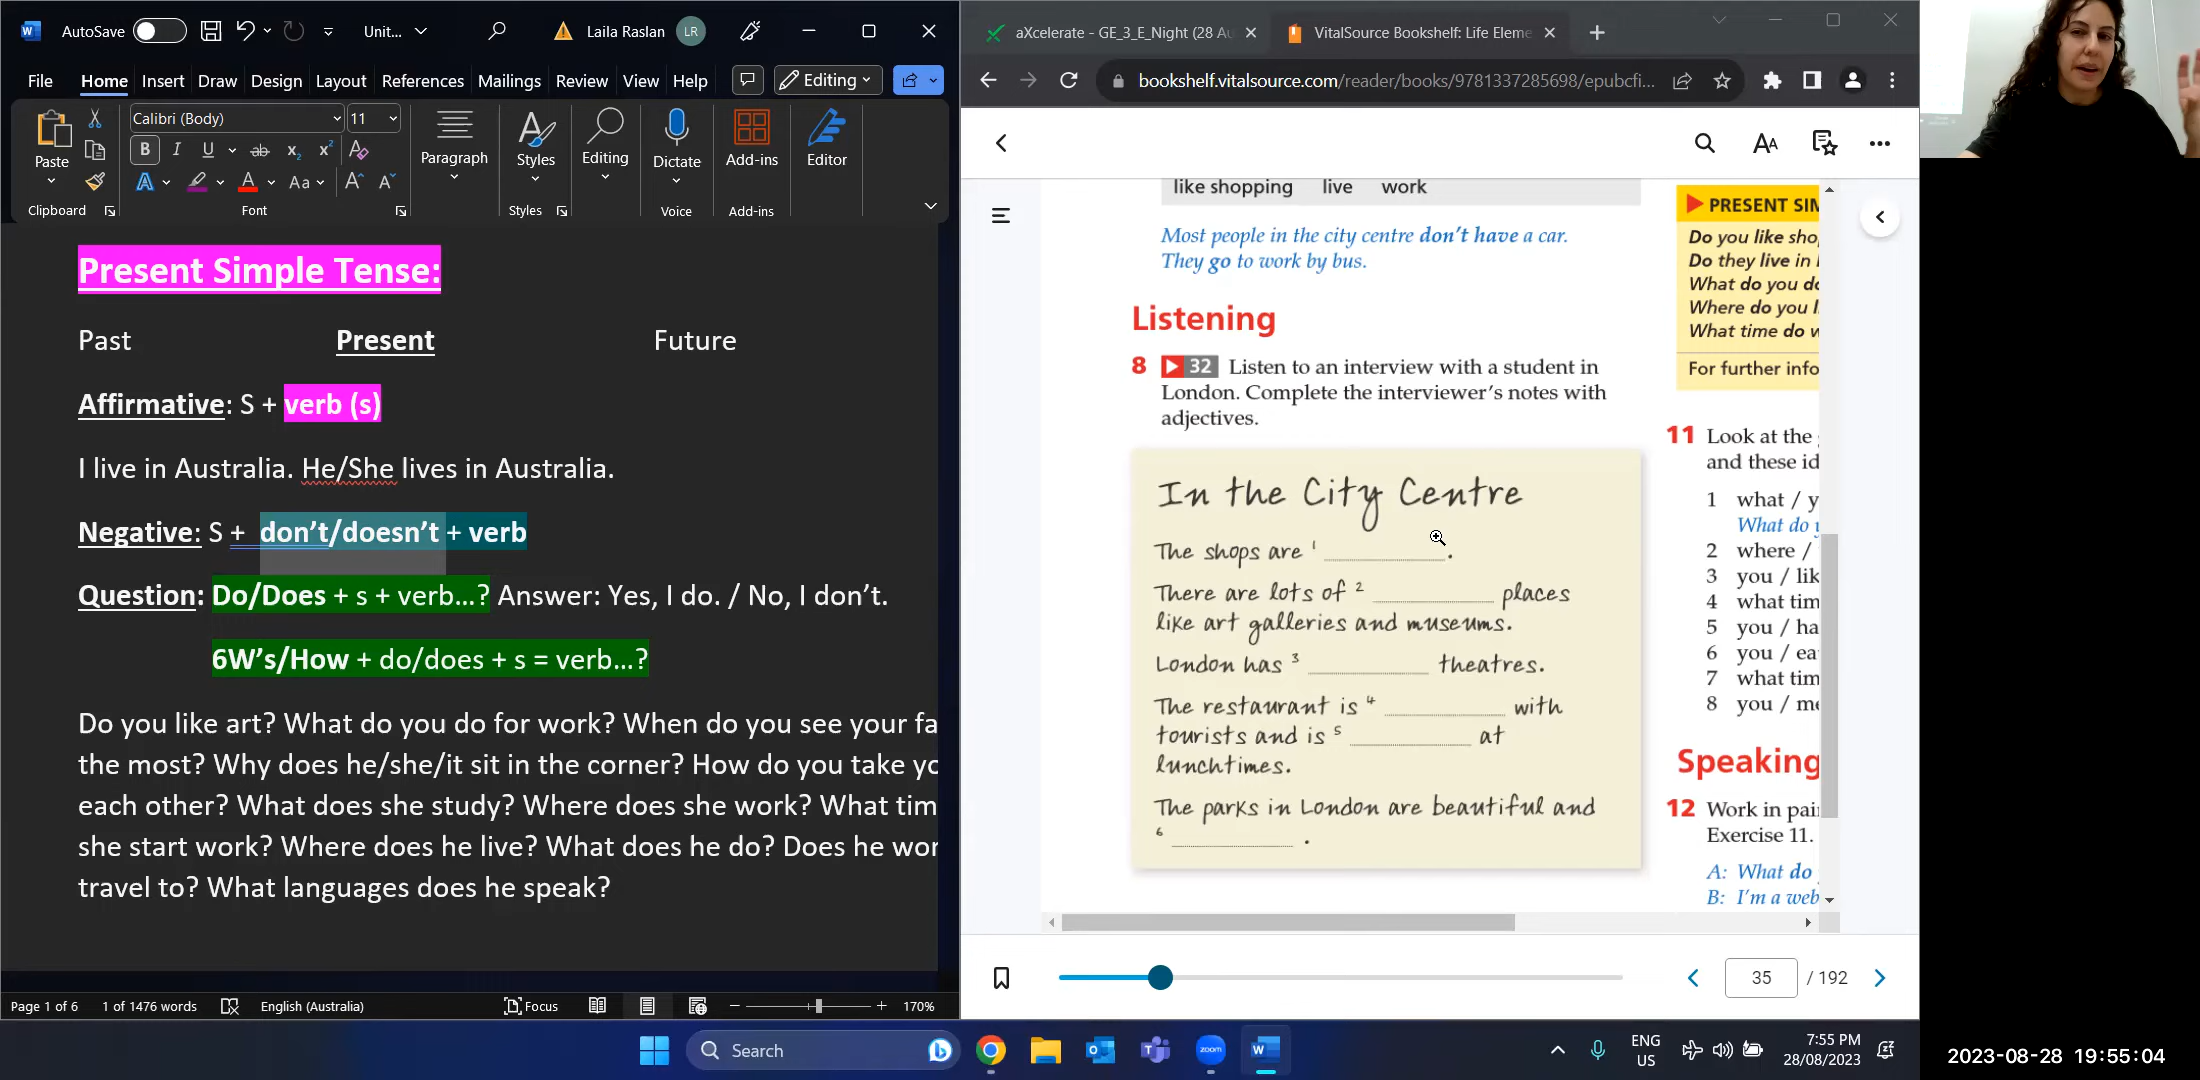 AutoSave
Unit...
Laila Raslan
LR
File Home Insert Draw Design Layout References Mailings Review View Help Editing
Calibri (Body) 11
Paste
Paragraph Styles Editing Dictate Add-ins Editor
Clipboard Font Styles Voice Add-ins
Present Simple Tense:
Past Present Future
Affirmative: S + verb (s)
I live in Australia. He/She lives in Australia.
Negative: S + don't/doesn't + verb
Question: Do/Does + s + verb...? Answer: Yes, I do. / No, I don't.
6W's/How + do/does + s = verb...?
Do you like art? What do you do for work? When do you see your fa
the most? Why does he/she/it sit in the corner? How do you take yo
each other? What does she study? Where does she work? What tim
she start work? Where does he live? What does he do? Does he wor
travel to? What languages does he speak?
Page 1 of 6 1 of 1476 words English (Australia) Focus 170%
aXcelerate - GE_3_E_Night (28 Au
VitalSource Bookshelf: Life Eleme
bookshelf.vitalsource.com/reader/books/9781337285698/epubcfi...
like shopping live work
Most people in the city centre don't have a car.
They go to work by bus.
Listening
8 32 Listen to an interview with a student in
London. Complete the interviewer's notes with
adjectives.
In the City Centre
The shops are 1 .
There are lots of 2 places
like art galleries and museums.
London has 3 theatres.
The restaurant is 4 with
tourists and is 5 at
lunchtimes.
The parks in London are beautiful and
6 .
PRESENT SIM
Do you like sho
Do they live in
What do you do
Where do you l
What time do w
For further info
11 Look at the
and these id
1 what / y
What do y
2 where /
3 you / lik
4 what tim
5 you / ha
6 you / ea
7 what tim
8 you / me
Speaking
12 Work in pai
Exercise 11.
A: What do
B: I'm a web
35 / 192
Search
zoom
ENG
US
7:55 PM
28/08/2023
2023-08-28 19:55:04